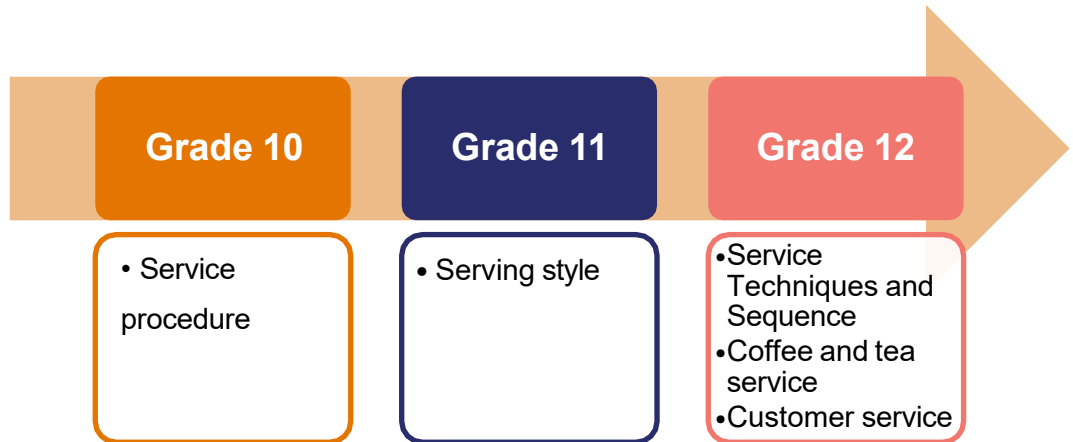 Grade 10
Grade 11
Grade 12
• Service
procedure
• Serving style
•Service
Techniques and
Sequence
•Coffee and tea
service
•Customer service